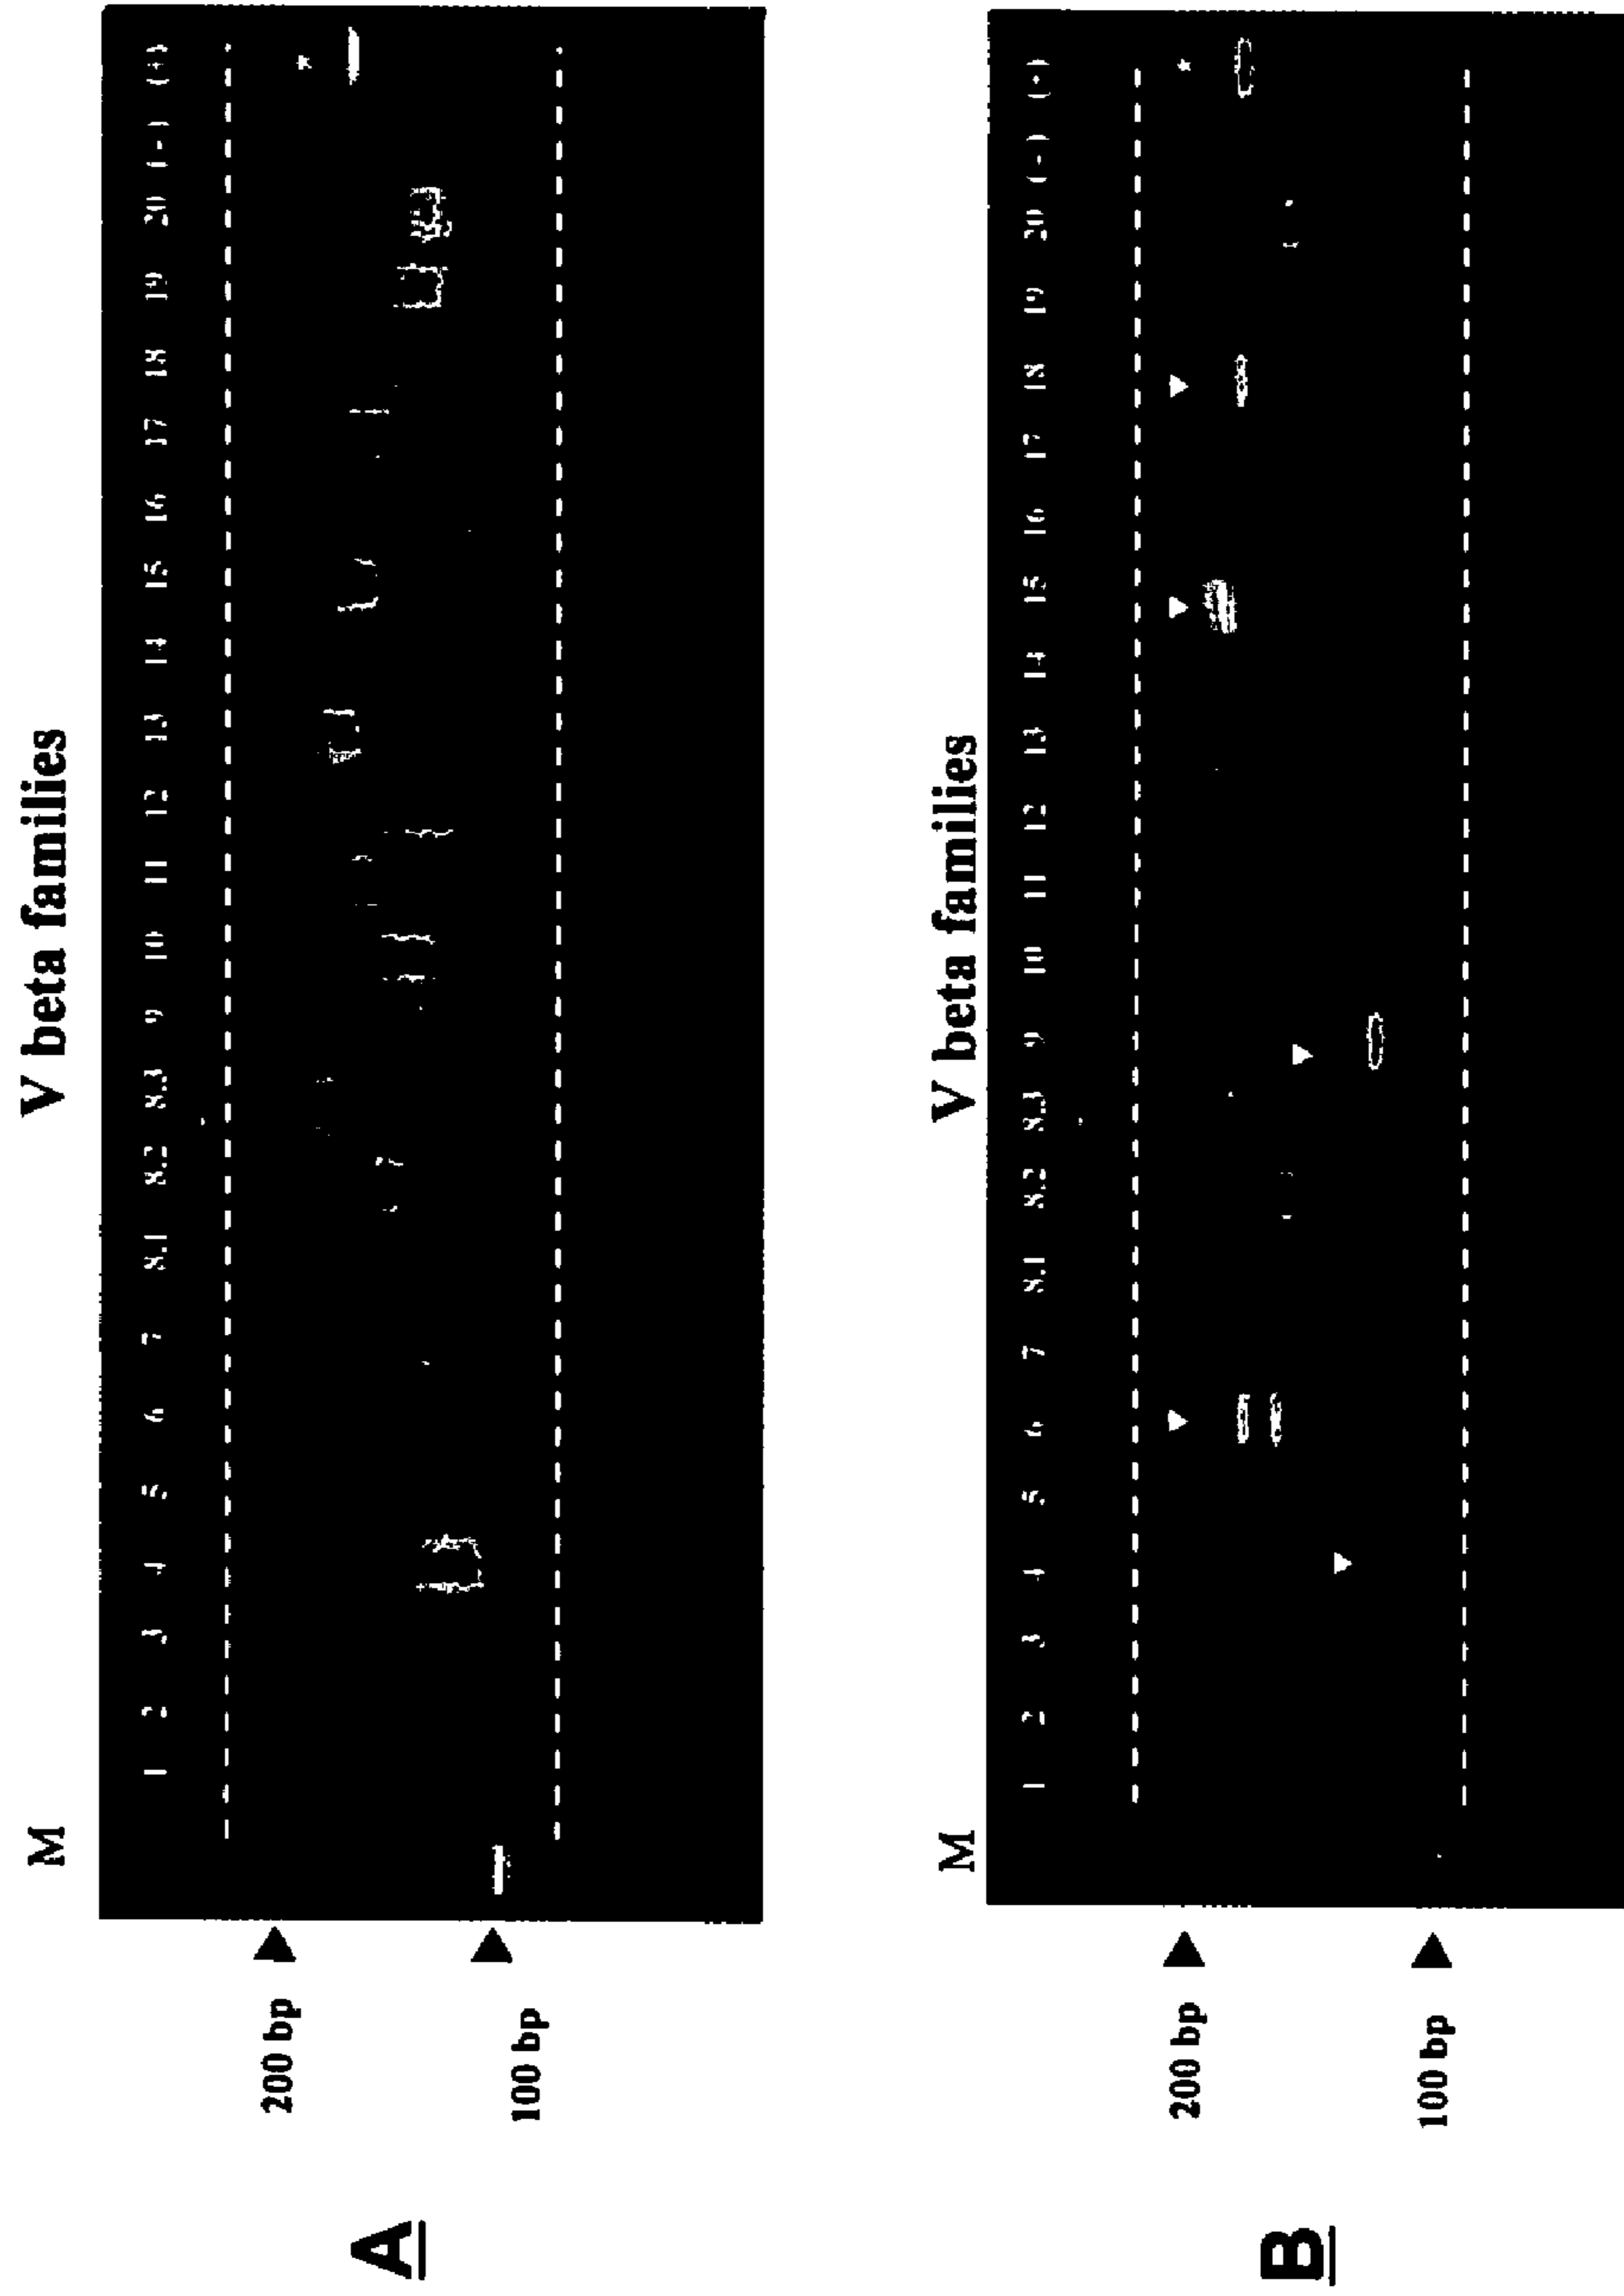 V beta families
M 1 2 3 4 5 6 7 8.1 8.2 8.3 9 10 11 12 13 14 15 16 17 18 19 20 (-) (+)
*
200 bp
100 bp
A
V beta families
M 1 2 3 4 5 6 7 8.1 8.2 8.3 9 10 11 12 13 14 15 16 17 18 19 20 (-) (+)
*
200 bp
100 bp
B